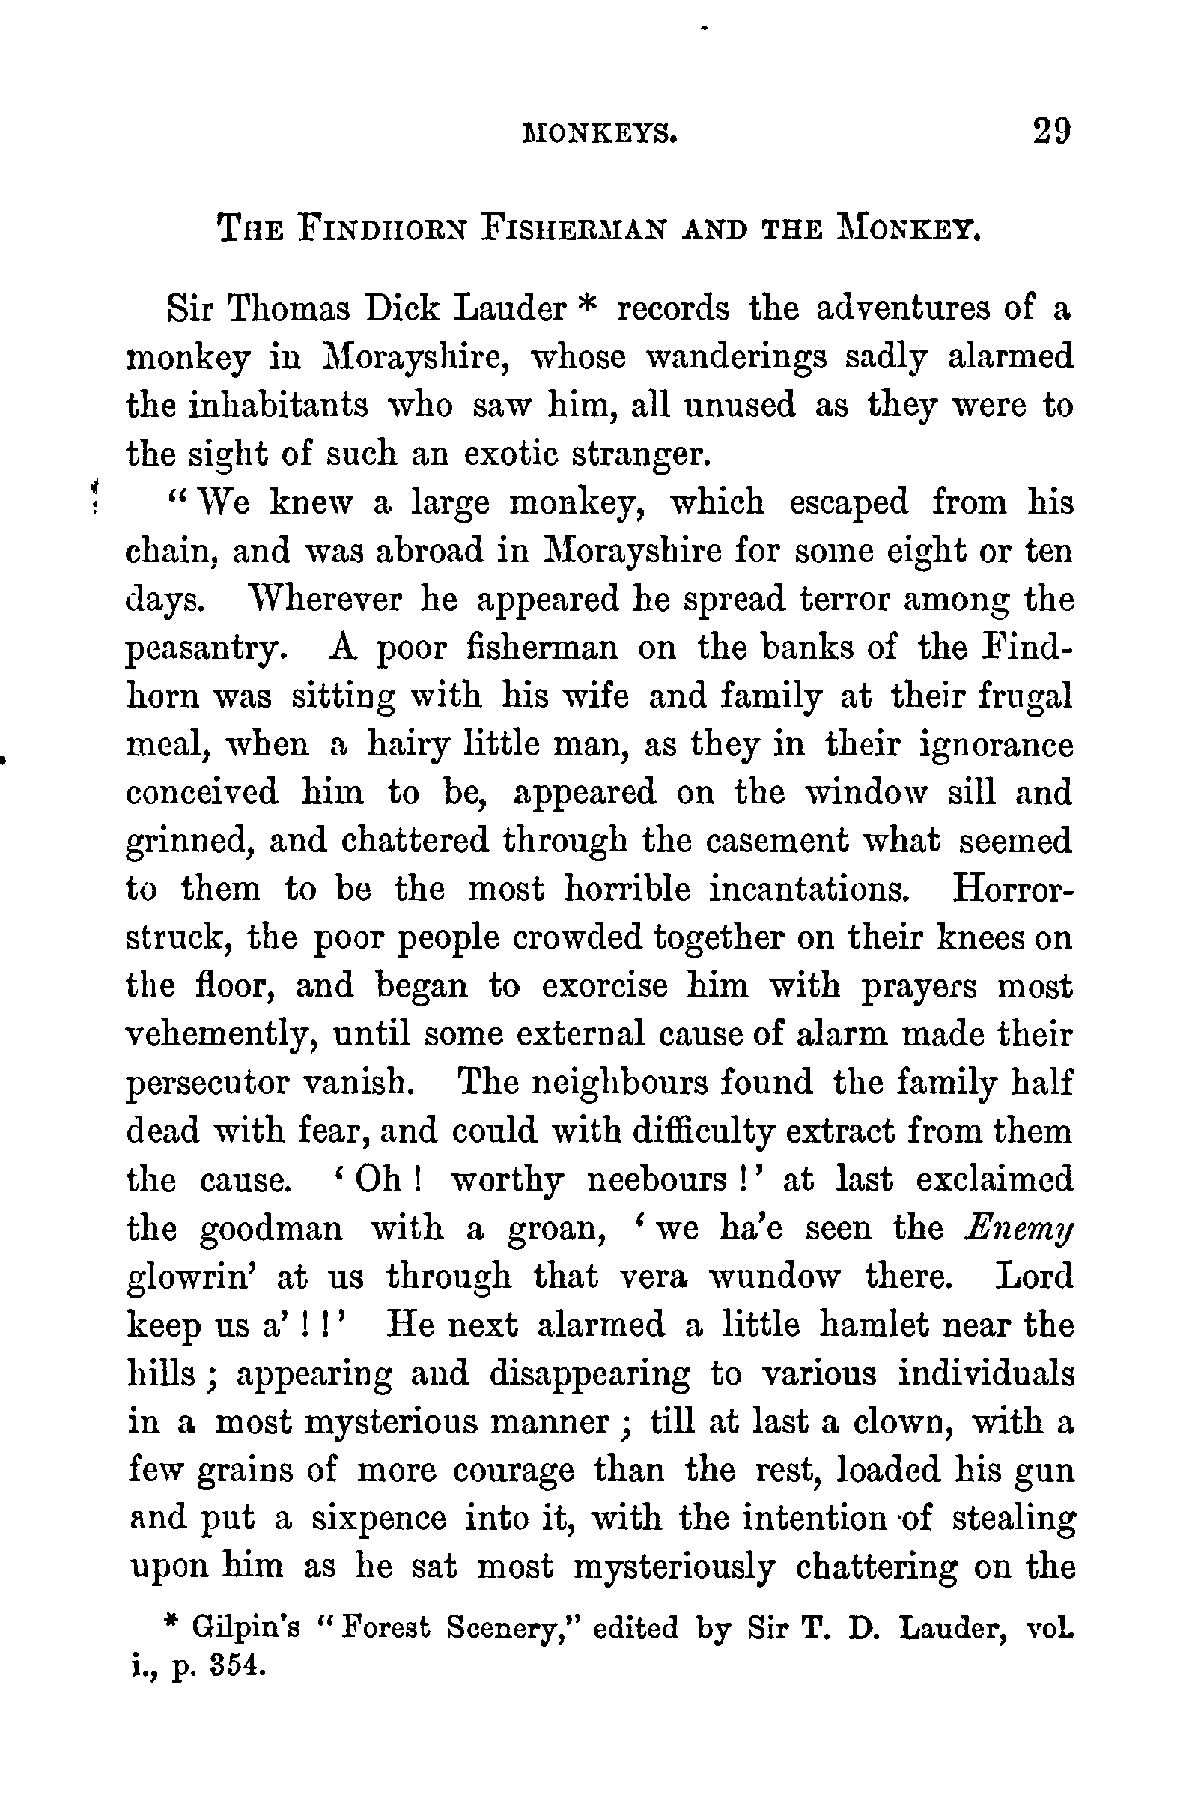 MONKEYS. 29
THE FINDHORN FISHERMAN AND THE MONKEY.
Sir Thomas Dick Lauder * records the adventures of a
monkey in Morayshire, whose wanderings sadly alarmed
the inhabitants who saw him, all unused as they were to
the sight of such an exotic stranger.
“ We knew a large monkey, which escaped from his
chain, and was abroad in Morayshire for some eight or ten
days. Wherever he appeared he spread terror among the
peasantry. A poor fisherman on the banks of the Find-
horn was sitting with his wife and family at their frugal
meal, when a hairy little man, as they in their ignorance
conceived him to be, appeared on the window sill and
grinned, and chattered through the casement what seemed
to them to be the most horrible incantations. Horror-
struck, the poor people crowded together on their knees on
the floor, and began to exorcise him with prayers most
vehemently, until some external cause of alarm made their
persecutor vanish. The neighbours found the family half
dead with fear, and could with difficulty extract from them
the cause. ‘ Oh ! worthy neebours ! ’ at last exclaimed
the goodman with a groan, ‘ we ha’e seen the Enemy
glowrin’ at us through that vera wundow there. Lord
keep us a’ ! ! ’ He next alarmed a little hamlet near the
hills ; appearing and disappearing to various individuals
in a most mysterious manner ; till at last a clown, with a
few grains of more courage than the rest, loaded his gun
and put a sixpence into it, with the intention of stealing
upon him as he sat most mysteriously chattering on the
* Gilpin’s “ Forest Scenery,” edited by Sir T. D. Lauder, vol.
i., p. 354.